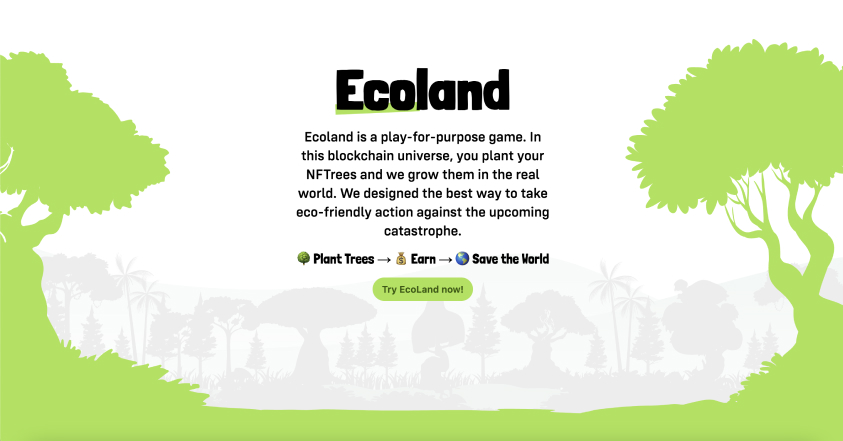 Ecoland
Ecoland is a play-for-purpose game. In
this blockchain universe, you plant your
NFTrees and we grow them in the real
world. We designed the best way to take
eco-friendly action against the upcoming
catastrophe.
🌳 Plant Trees → 💰 Earn → 🌎 Save the World
Try EcoLand now!